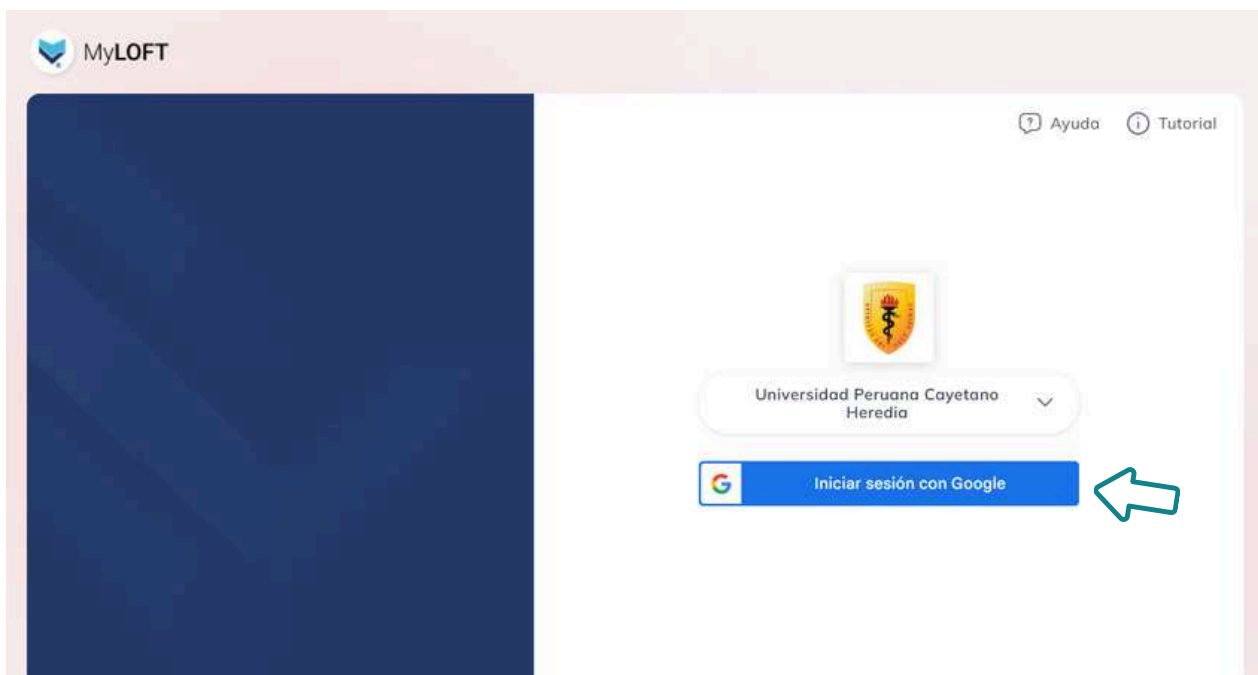 MyLOFT
Ayuda
Tutorial
Universidad Peruana Cayetano
Heredia
Iniciar sesión con Google